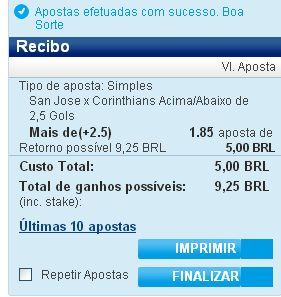 Apostas efetuadas com sucesso. Boa
Sorte
Recibo
Vl. Aposta
Tipo de aposta: Simples
San Jose x Corinthians Acima/Abaixo de
2,5 Gols
Mais de(+2.5) 1.85 aposta de
Retorno possível 9,25 BRL 5,00 BRL
Custo Total: 5,00 BRL
Total de ganhos possíveis: 9,25 BRL
(inc. stake):
Últimas 10 apostas
IMPRIMIR
Repetir Apostas FINALIZAR